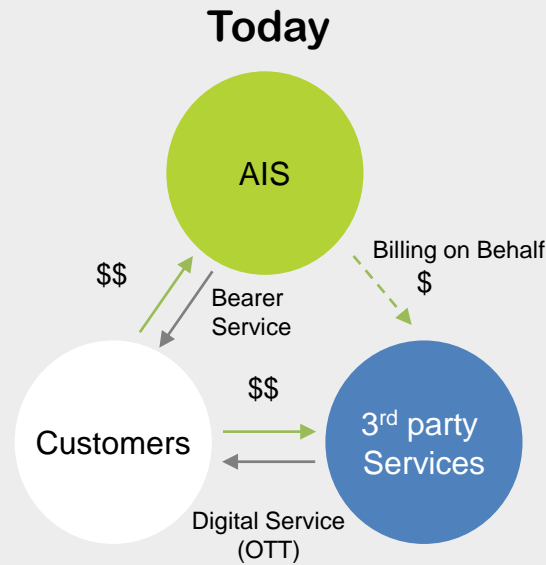 Today
AIS
Billing on Behalf
$
$$
Bearer
Service
$$
Customers
3rd party
Services
Digital Service
(OTT)